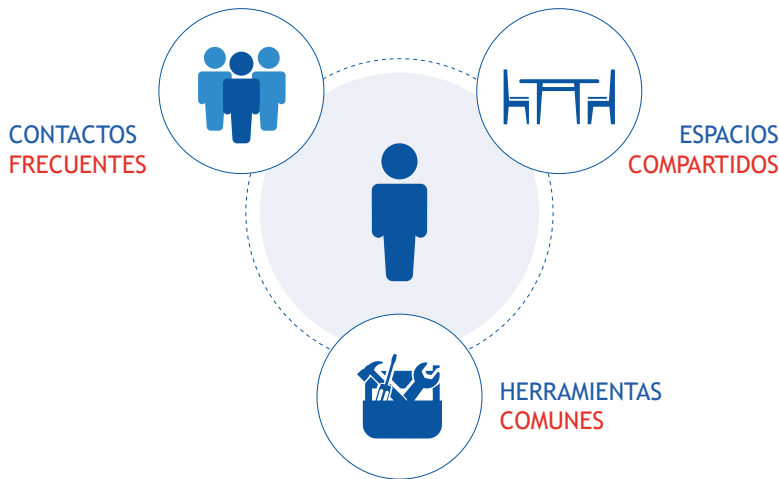 CONTACTOS
FRECUENTES
ESPACIOS
COMPARTIDOS
HERRAMIENTAS
COMUNES